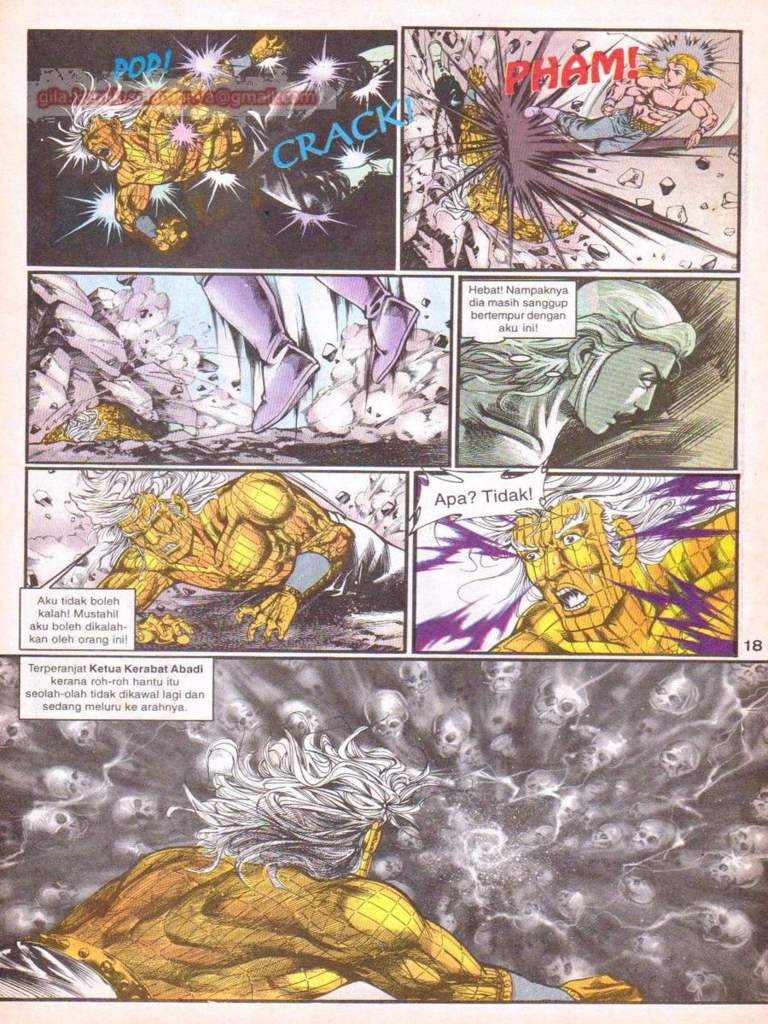 POP!
CRACK!
PHAM!
Hebat! Nampaknya
dia masih sanggup
bertempur dengan
aku ini!
Aku tidak boleh
kalah! Mustahil
aku boleh dikalah-
kan oleh orang ini!
Apa? Tidak!
18
Terperanjat Ketua Kerabat Abadi
kerana roh-roh hantu itu
seolah-olah tidak dikawal lagi dan
sedang meluru ke arahnya.